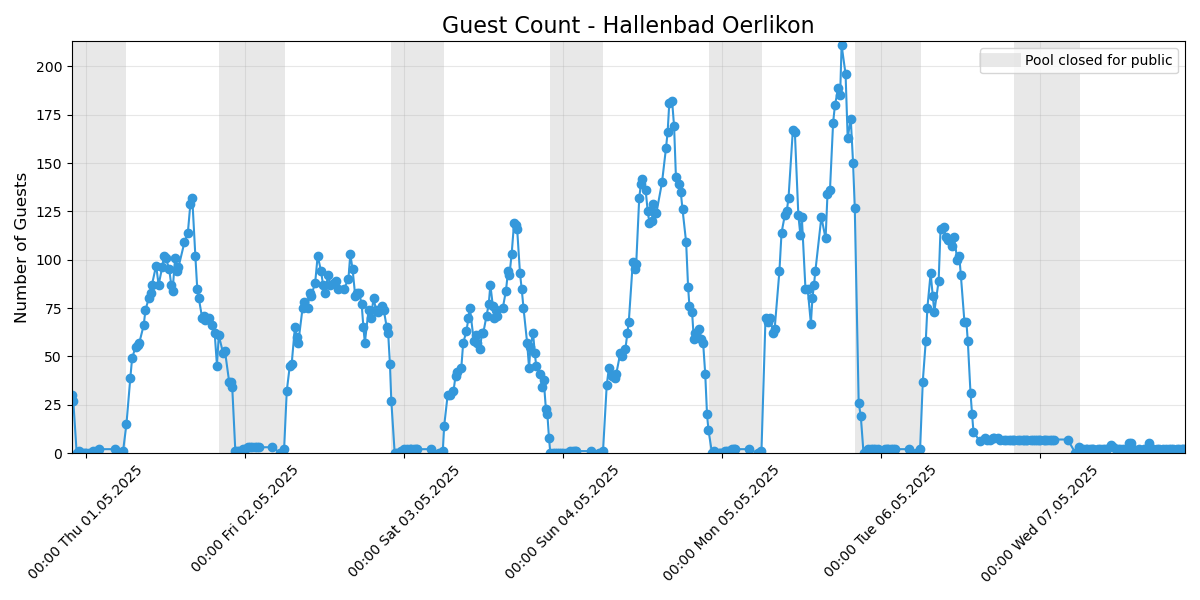 Guest Count - Hallenbad Oerlikon
Pool closed for public
Number of Guests
200
175
150
125
100
75
50
25
0
00:00 Thu 01.05.2025
00:00 Fri 02.05.2025
00:00 Sat 03.05.2025
00:00 Sun 04.05.2025
00:00 Mon 05.05.2025
00:00 Tue 06.05.2025
00:00 Wed 07.05.2025